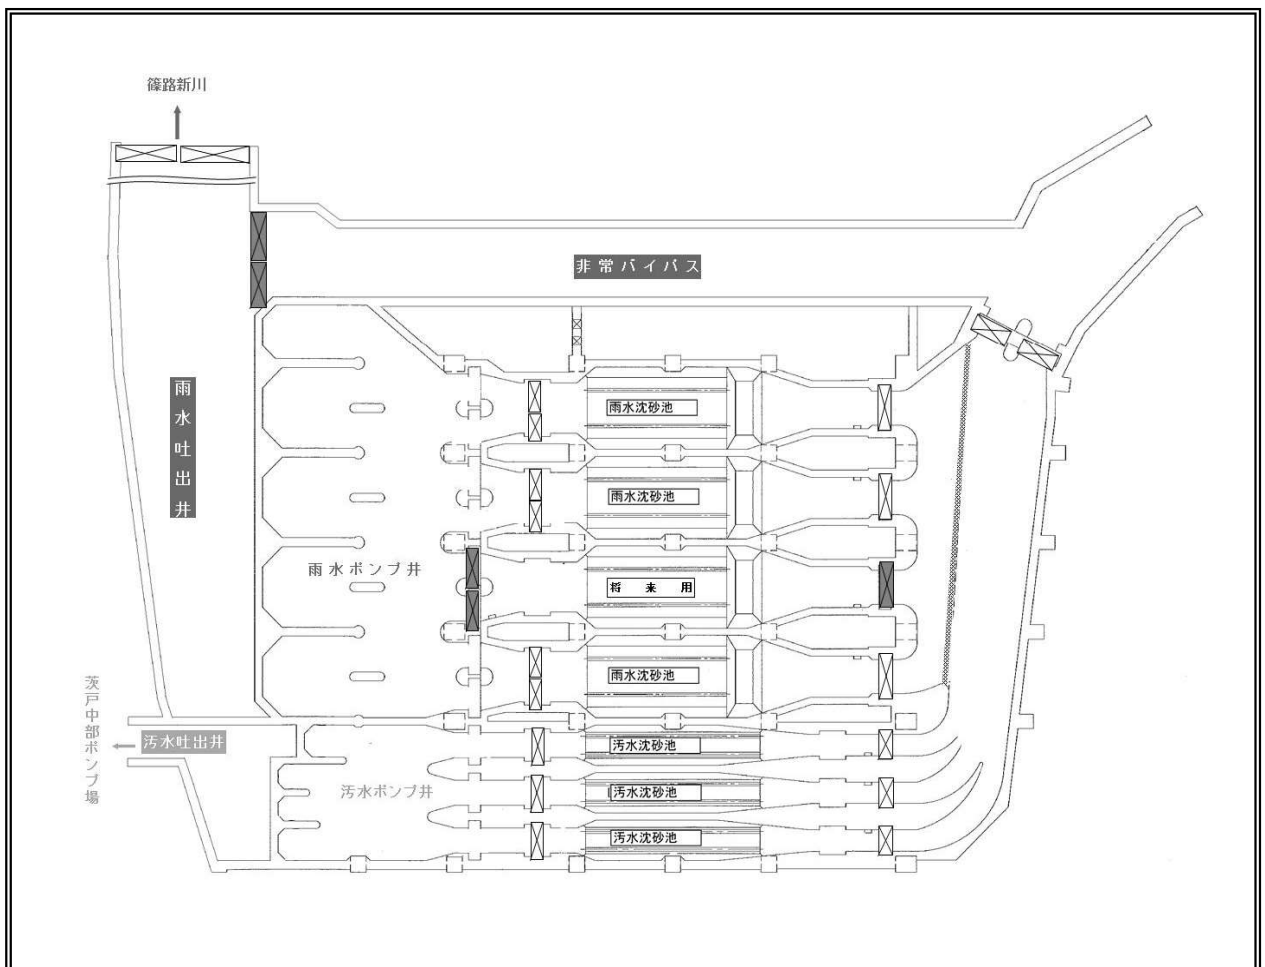 篠路新川
非常バイパス
雨水吐出井
雨水沈砂池
雨水沈砂池
雨水ポンプ井
将来用
雨水沈砂池
茨戸中部ポンプ場
汚水吐出井
汚水沈砂池
汚水ポンプ井
汚水沈砂池
汚水沈砂池